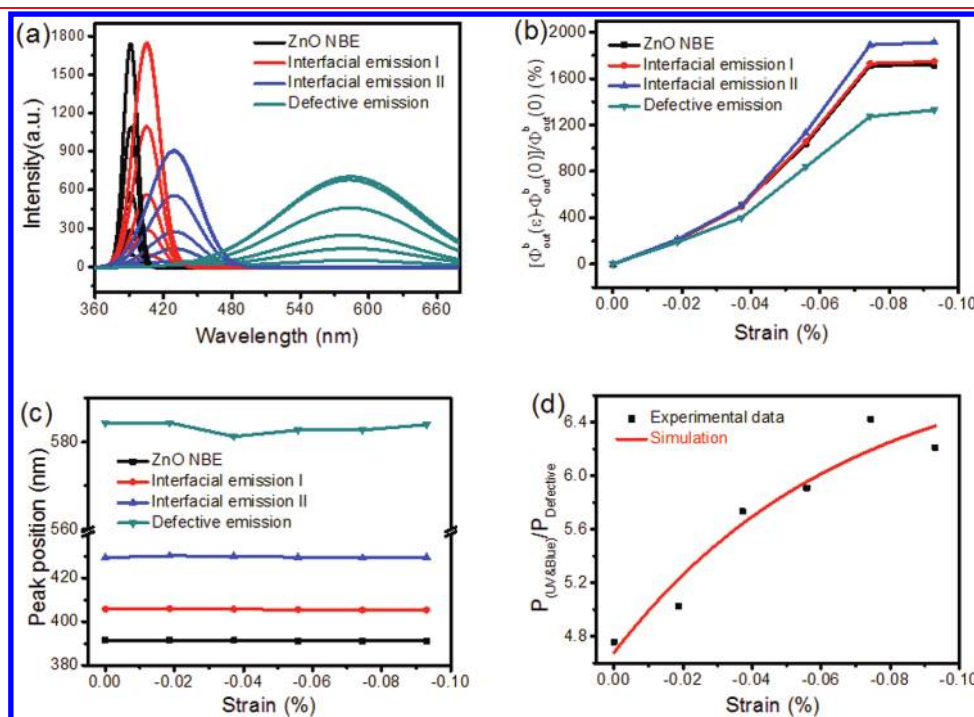 (a)
1800
1500
1200
900
600
300
0
Intensity(a.u.)
ZnO NBE
Interfacial emission I
Interfacial emission II
Defective emission
360 420 480 540 600 660
Wavelength (nm)
(b)
2000
1600
1200
800
400
0
[Φᵇout(ε)-Φᵇout(0)]/Φᵇout(0) (%)
ZnO NBE
Interfacial emission I
Interfacial emission II
Defective emission
0.00 -0.02 -0.04 -0.06 -0.08 -0.10
Strain (%)
(c)
580
560
420
400
380
Peak position (nm)
ZnO NBE
Interfacial emission I
Interfacial emission II
Defective emission
0.00 -0.02 -0.04 -0.06 -0.08 -0.10
Strain (%)
(d)
6.4
6.0
5.6
5.2
4.8
P(UV&Blue)/PDefective
Experimental data
Simulation
0.00 -0.02 -0.04 -0.06 -0.08 -0.10
Strain (%)